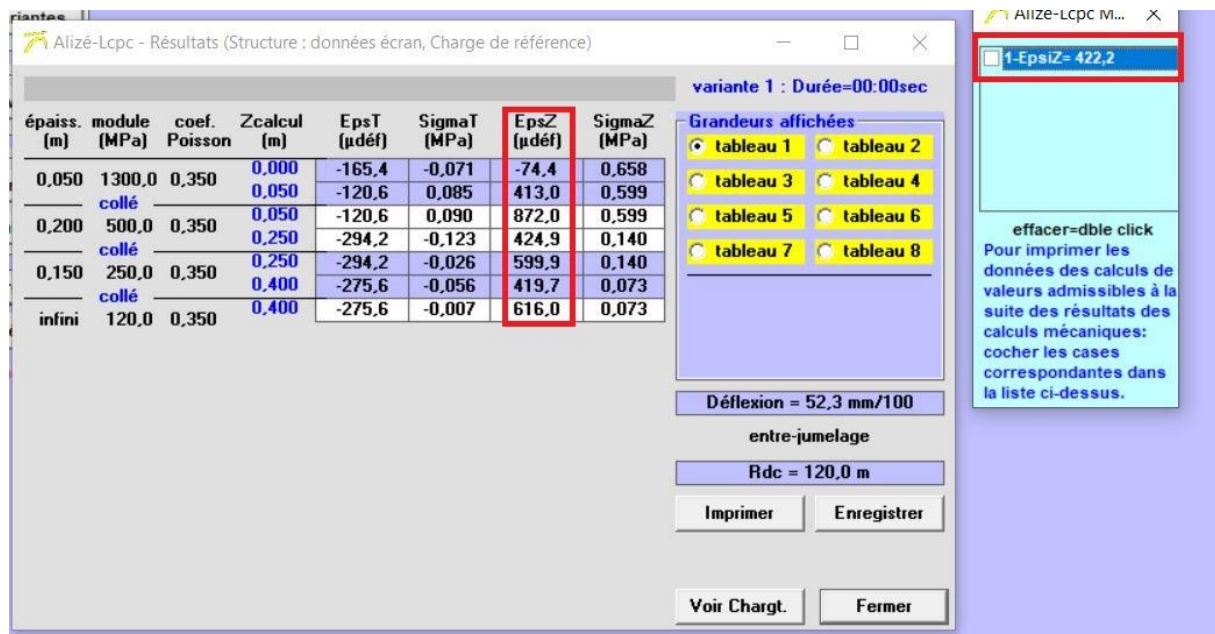 riantes
Alizé-Lcpc - Résultats (Structure : données écran, Charge de référence)
variante 1 : Durée=00:00sec
épaiss. module coef. Zcalcul EpsT SigmaT EpsZ SigmaZ
(m) (MPa) Poisson (m) (µdéf) (MPa) (µdéf) (MPa)
0,000 -165,4 -0,071 -74,4 0,658
0,050 1300,0 0,350
0,050 -120,6 0,085 413,0 0,599
collé
0,050 -120,6 0,090 872,0 0,599
0,200 500,0 0,350
0,250 -294,2 -0,123 424,9 0,140
collé
0,250 -294,2 -0,026 599,9 0,140
0,150 250,0 0,350
0,400 -275,6 -0,056 419,7 0,073
collé
0,400 -275,6 -0,007 616,0 0,073
infini 120,0 0,350
Grandeurs affichées
tableau 1 tableau 2
tableau 3 tableau 4
tableau 5 tableau 6
tableau 7 tableau 8
Déflexion = 52,3 mm/100
entre-jumelage
Rdc = 120,0 m
Imprimer Enregistrer
Voir Chargt. Fermer
Alizé-Lcpc M...
1-EpsiZ= 422,2
effacer=dble click
Pour imprimer les
données des calculs de
valeurs admissibles à la
suite des résultats des
calculs mécaniques:
cocher les cases
correspondantes dans
la liste ci-dessus.